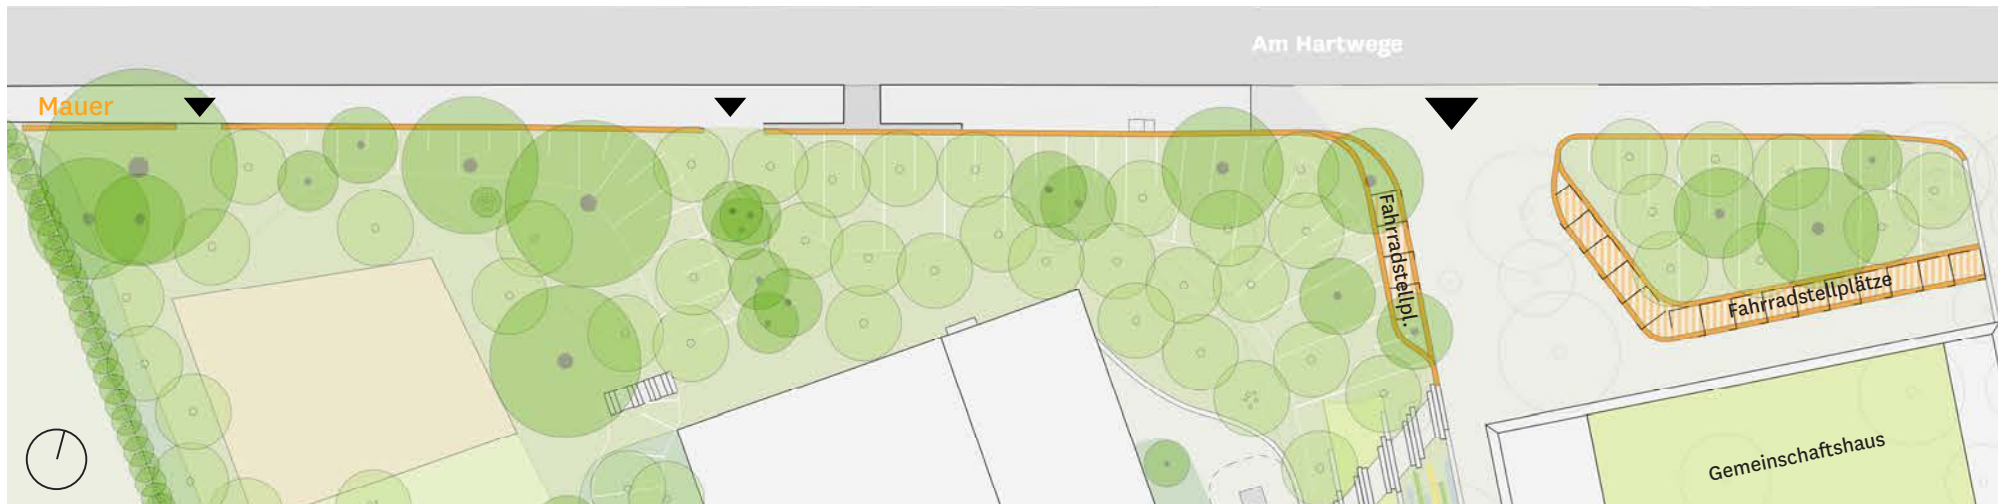 Am Hartwege
Mauer
Fahrradstellpl.
Fahrradstellplätze
Gemeinschaftshaus